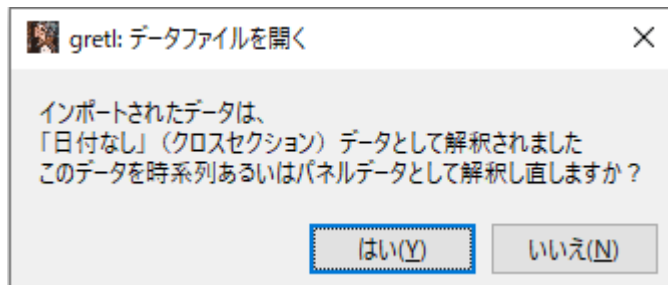 gretl: データファイルを開く
インポートされたデータは、
「日付なし」（クロスセクション）データとして解釈されました
このデータを時系列あるいはパネルデータとして解釈し直しますか？
はい(Y) いいえ(N)